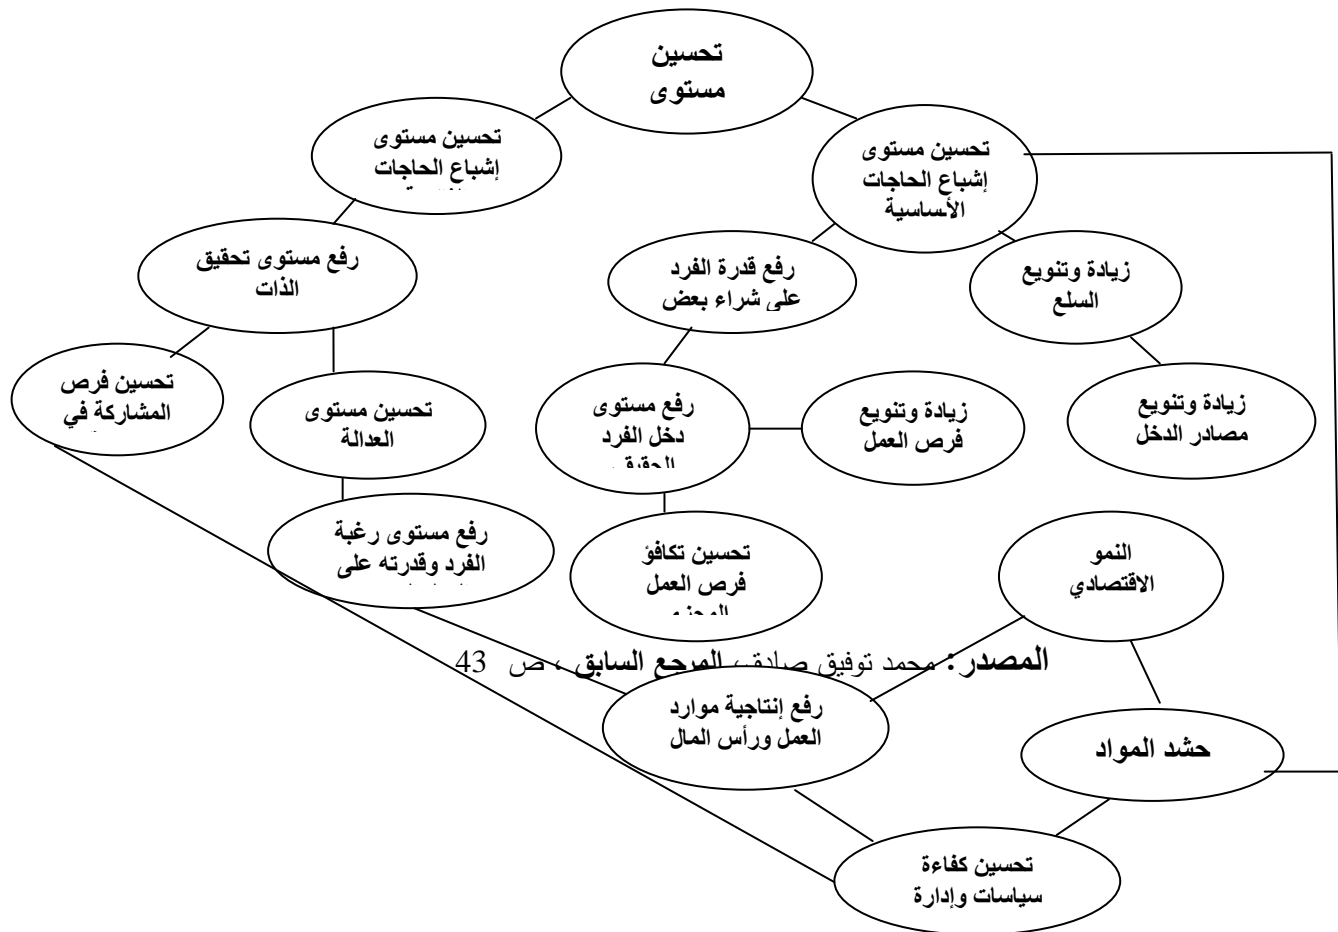 تحسين
مستوى
تحسين مستوى
إشباع الحاجات
تحسين مستوى
إشباع الحاجات
الأساسية
رفع مستوى تحقيق
الذات
رفع قدرة الفرد
على شراء بعض
زيادة وتنويع
السلع
تحسين فرص
المشاركة في
تحسين مستوى
العدالة
رفع مستوى
دخل الفرد
الحقيقي
زيادة وتنويع
فرص العمل
زيادة وتنويع
مصادر الدخل
رفع مستوى رغبة
الفرد وقدرته على
تحسين تكافؤ
فرص العمل
النمو
الاقتصادي
المصدر: محمد توفيق صادق، المرجع السابق ، ص 43
رفع إنتاجية موارد
العمل ورأس المال
حشد المواد
تحسين كفاءة
سياسات وإدارة